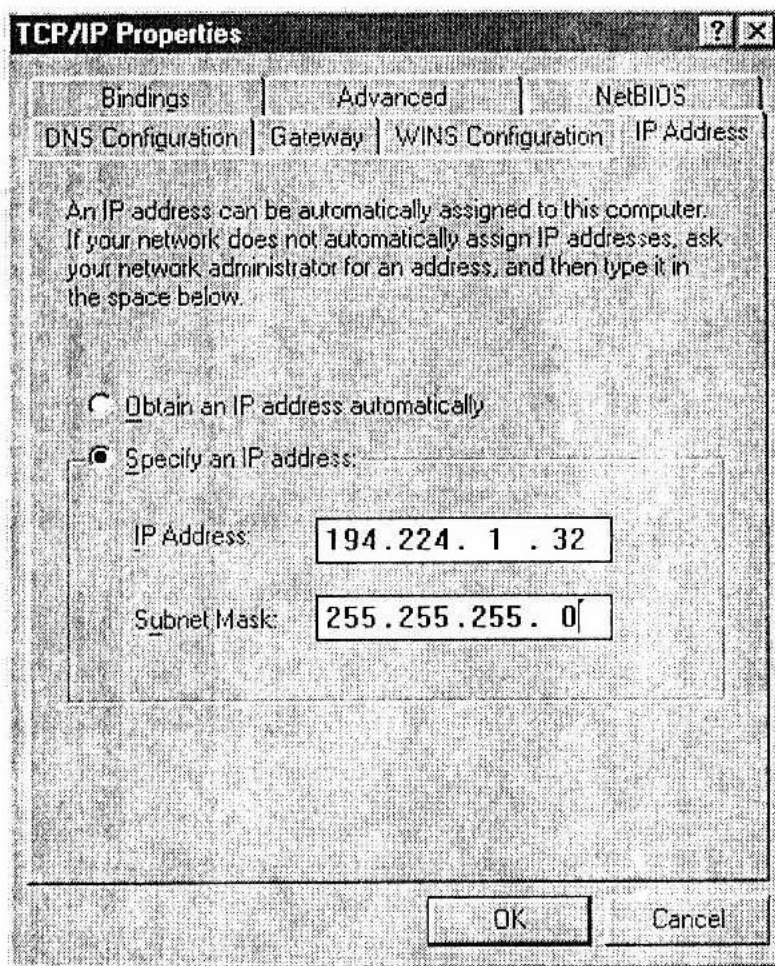 TCP/IP Properties
? X
Bindings Advanced NetBIOS
DNS Configuration Gateway WINS Configuration IP Address
An IP address can be automatically assigned to this computer.
If your network does not automatically assign IP addresses, ask
your network administrator for an address, and then type it in
the space below.
Obtain an IP address automatically
Specify an IP address:
IP Address: 194.224. 1 .32
Subnet Mask: 255.255.255. 0
OK Cancel